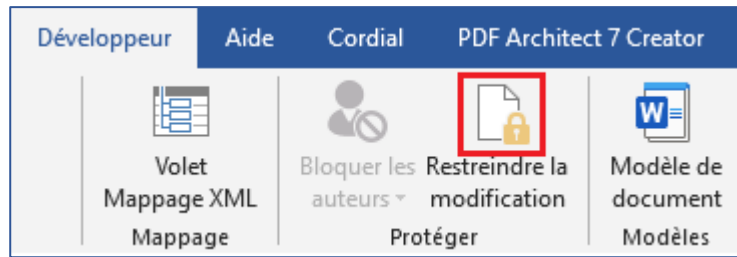 Développeur Aide Cordial PDF Architect 7 Creator
W
Volet Bloquer les Restreindre la Modèle de
Mappage XML auteurs modification document
Mappage Protéger Modèles